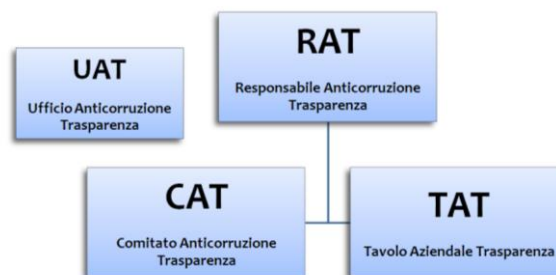 UAT
Ufficio Anticorruzione
Trasparenza
RAT
Responsabile Anticorruzione
Trasparenza
CAT
Comitato Anticorruzione
Trasparenza
TAT
Tavolo Aziendale Trasparenza